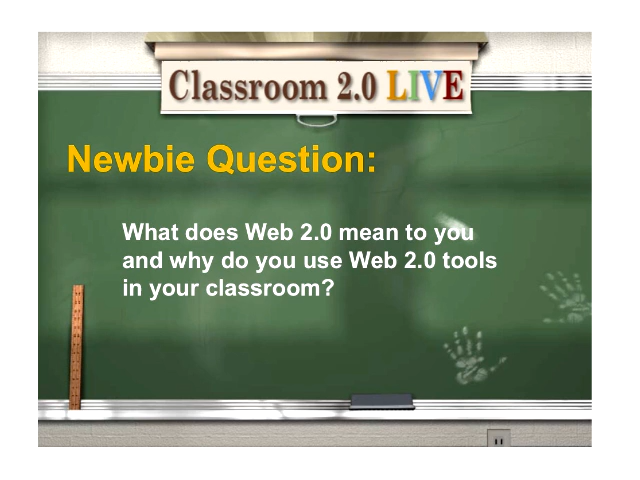 Classroom 2.0 LIVE
Newbie Question:
What does Web 2.0 mean to you
and why do you use Web 2.0 tools
in your classroom?